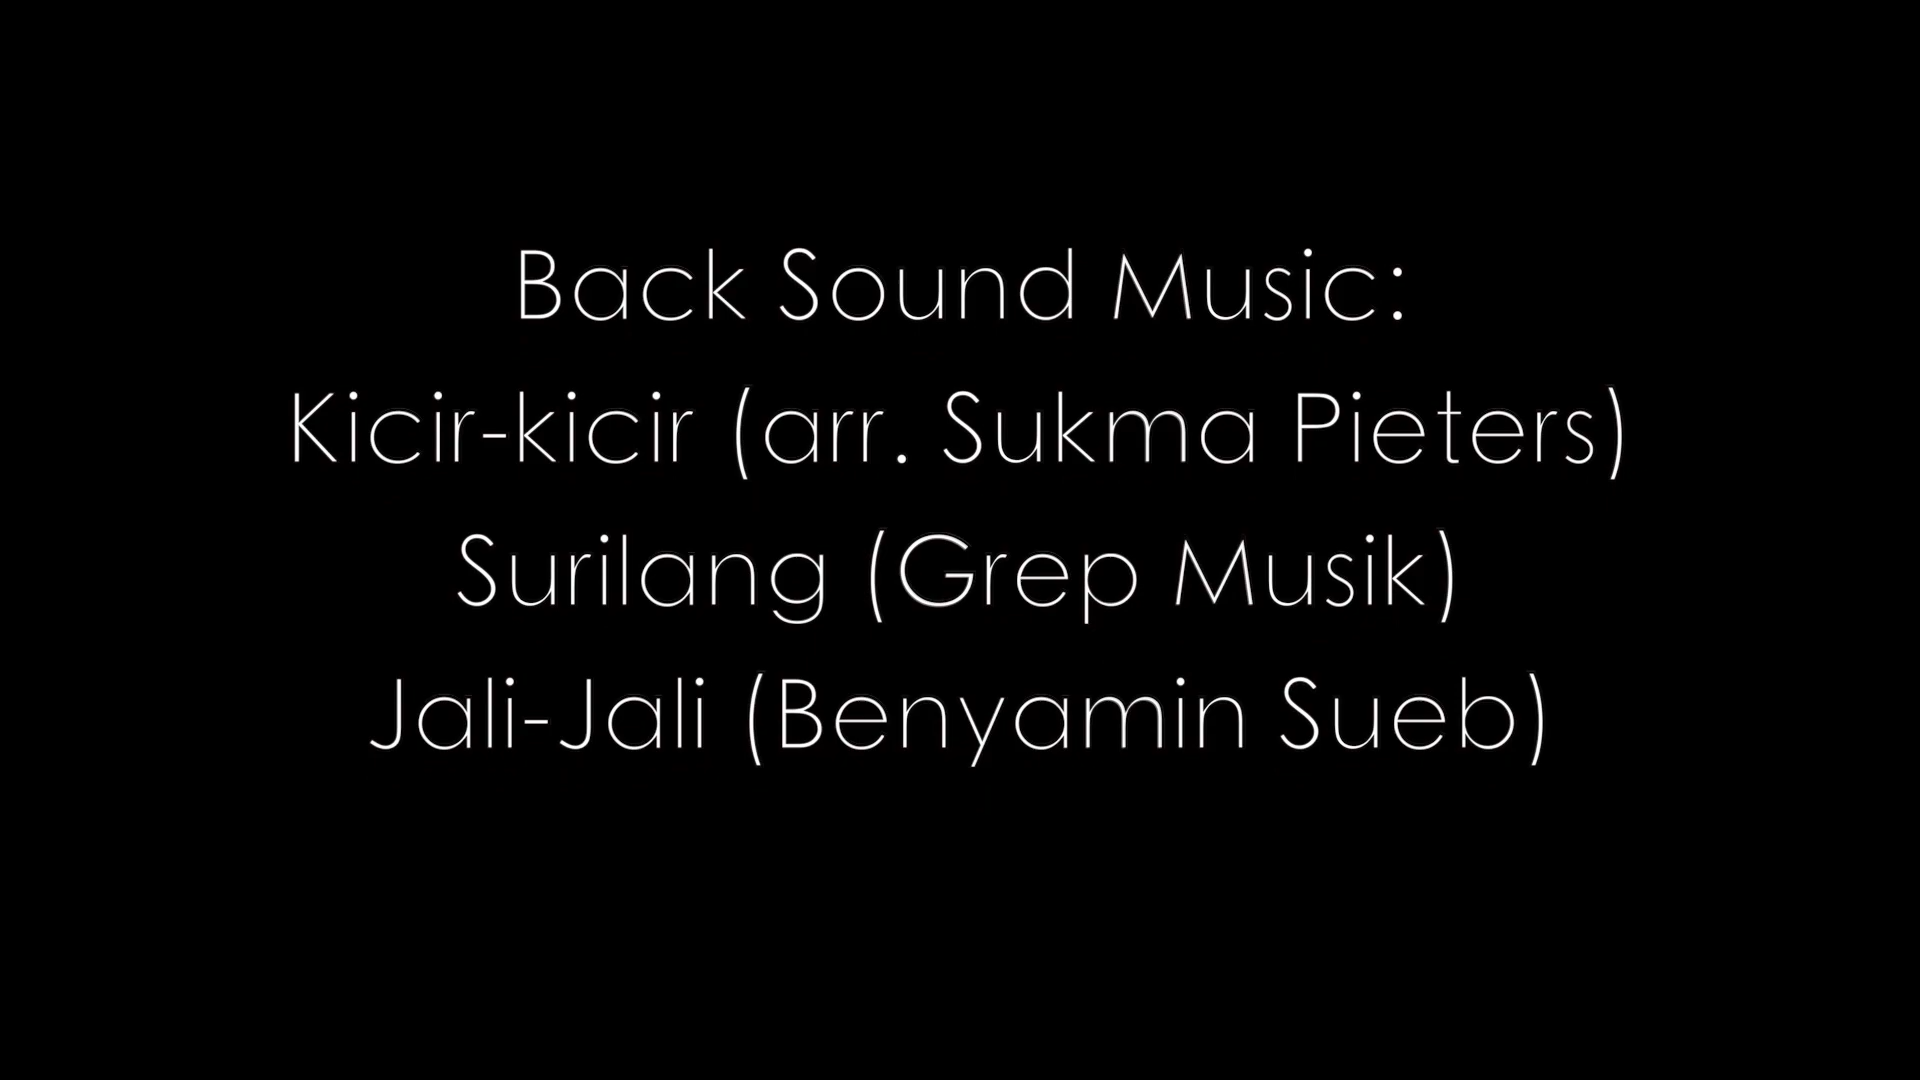 Back Sound Music:
Kicir-kicir (arr. Sukma Pieters)
Surilang (Grep Musik)
Jali-Jali (Benyamin Sueb)